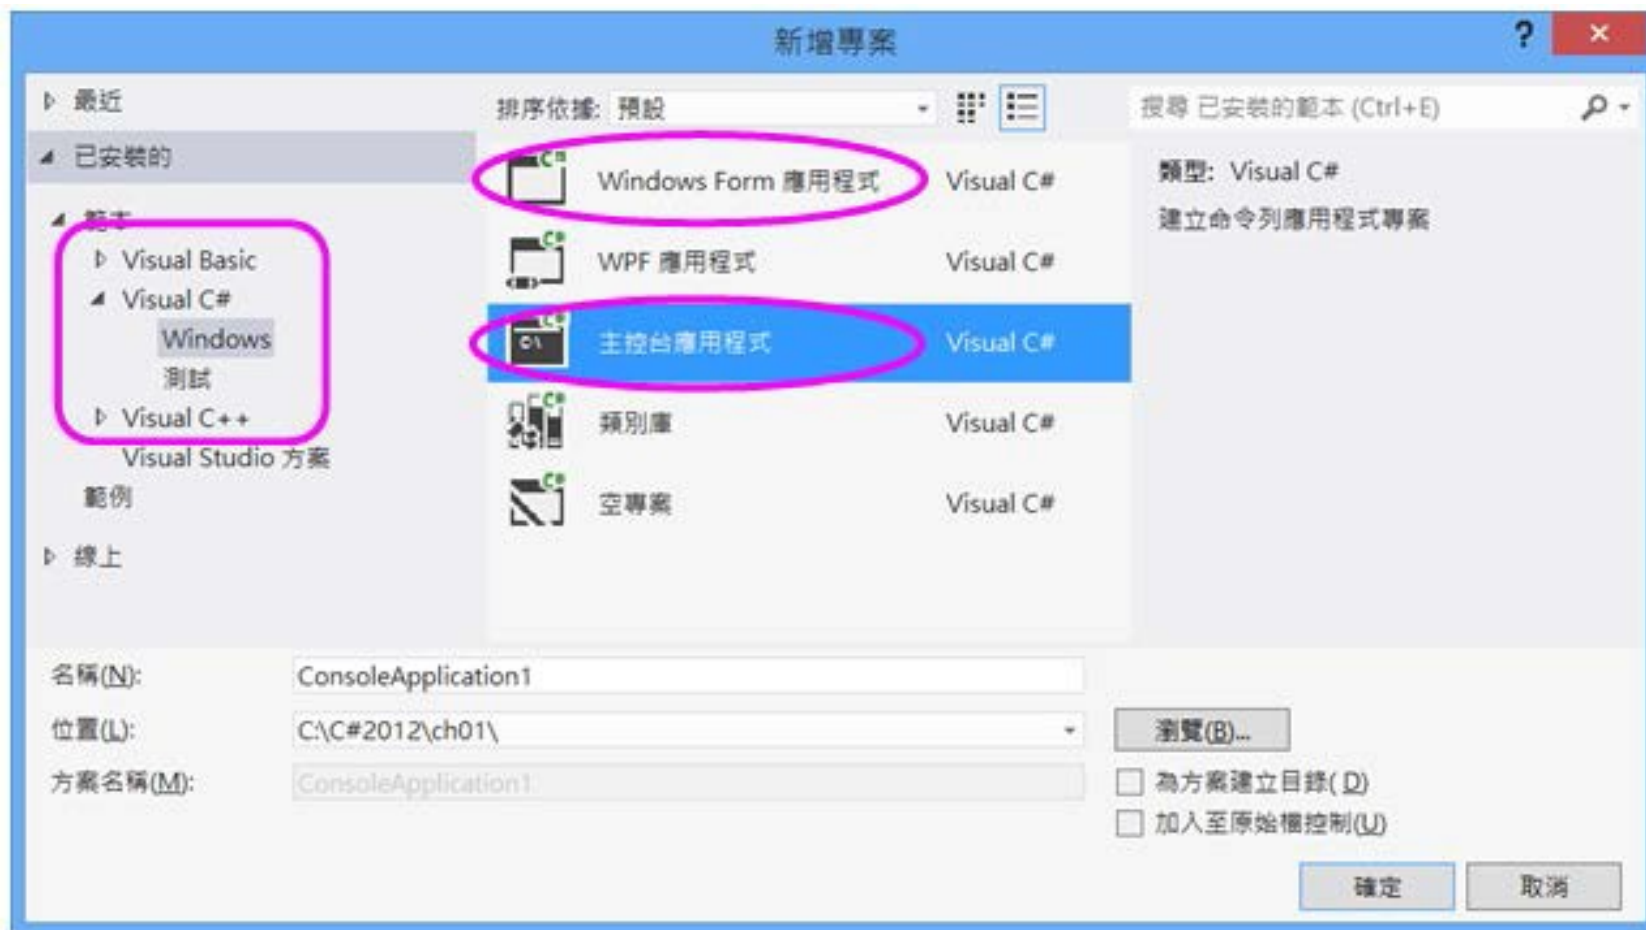 新增專案
?
最近
已安裝的
範本
Visual Basic
Visual C#
Windows
測試
Visual C++
Visual Studio 方案
範例
線上
排序依據: 預設
Windows Form 應用程式 Visual C#
WPF 應用程式 Visual C#
主控台應用程式 Visual C#
類別庫 Visual C#
空專案 Visual C#
搜尋 已安裝的範本 (Ctrl+E)
類型: Visual C#
建立命令列應用程式專案
名稱(N): ConsoleApplication1
位置(L): C:\C#2012\ch01\
瀏覽(B)...
方案名稱(M): ConsoleApplication1
為方案建立目錄( D)
加入至原始檔控制(U)
確定 取消